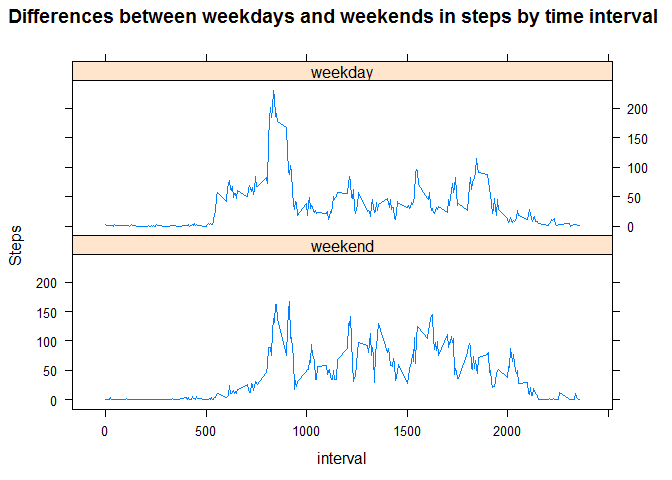 Differences between weekdays and weekends in steps by time interval
weekday
200
150
100
50
0
weekend
200
150
100
50
0
Steps
0 500 1000 1500 2000
interval